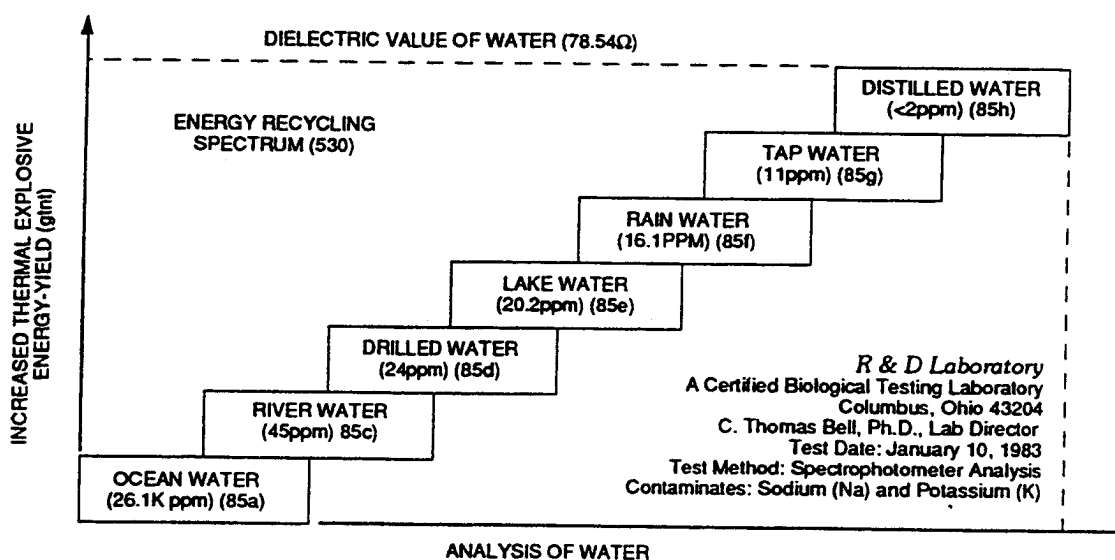 DIELECTRIC VALUE OF WATER (78.54Ω)
DISTILLED WATER
(<2ppm) (85h)
ENERGY RECYCLING
SPECTRUM (530)
TAP WATER
(11ppm) (85g)
RAIN WATER
(16.1PPM) (85f)
LAKE WATER
(20.2ppm) (85e)
DRILLED WATER
(24ppm) (85d)
RIVER WATER
(45ppm) 85c)
OCEAN WATER
(26.1K ppm) (85a)
INCREASED THERMAL EXPLOSIVE
ENERGY-YIELD (gtnt)
R & D Laboratory
A Certified Biological Testing Laboratory
Columbus, Ohio 43204
C. Thomas Bell, Ph.D., Lab Director
Test Date: January 10, 1983
Test Method: Spectrophotometer Analysis
Contaminates: Sodium (Na) and Potassium (K)
ANALYSIS OF WATER